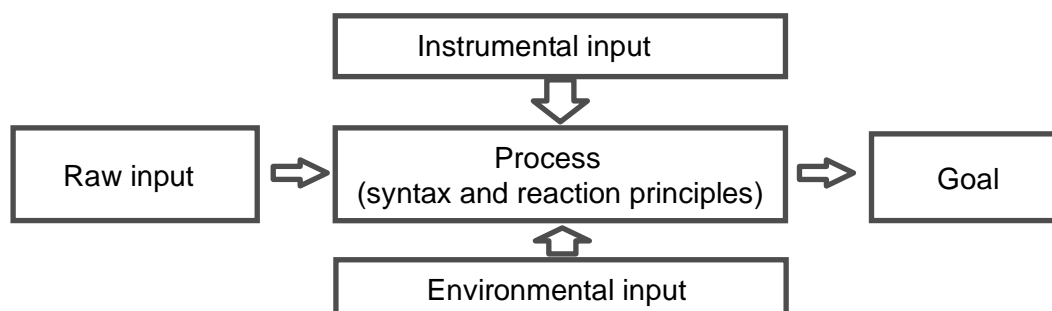 Instrumental input
Raw input
Process
(syntax and reaction principles)
Goal
Environmental input